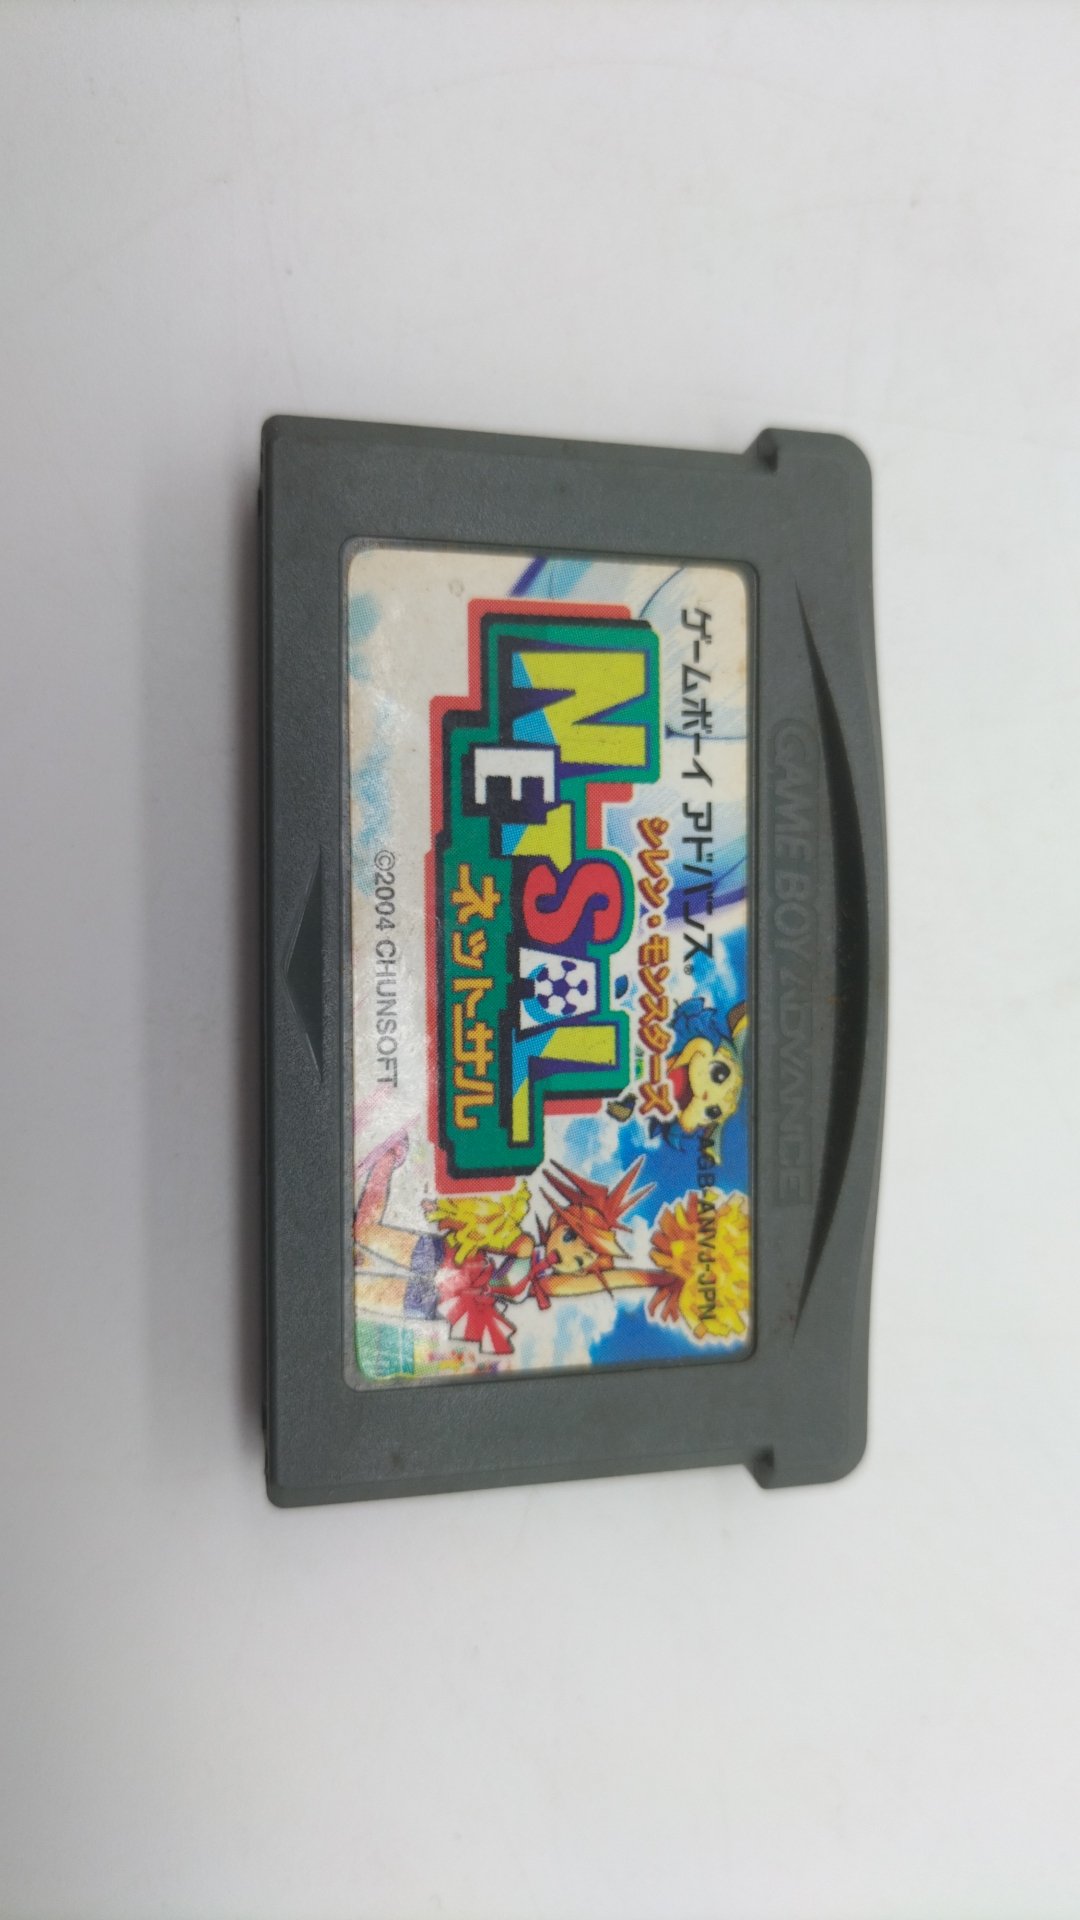 GAME BOY ADVANCE
ゲームボーイ アドバンス®
AGB-ANVJ-JPN
シレン・モンスターズ
NETSAL
ネットサル
©2004 CHUNSOFT